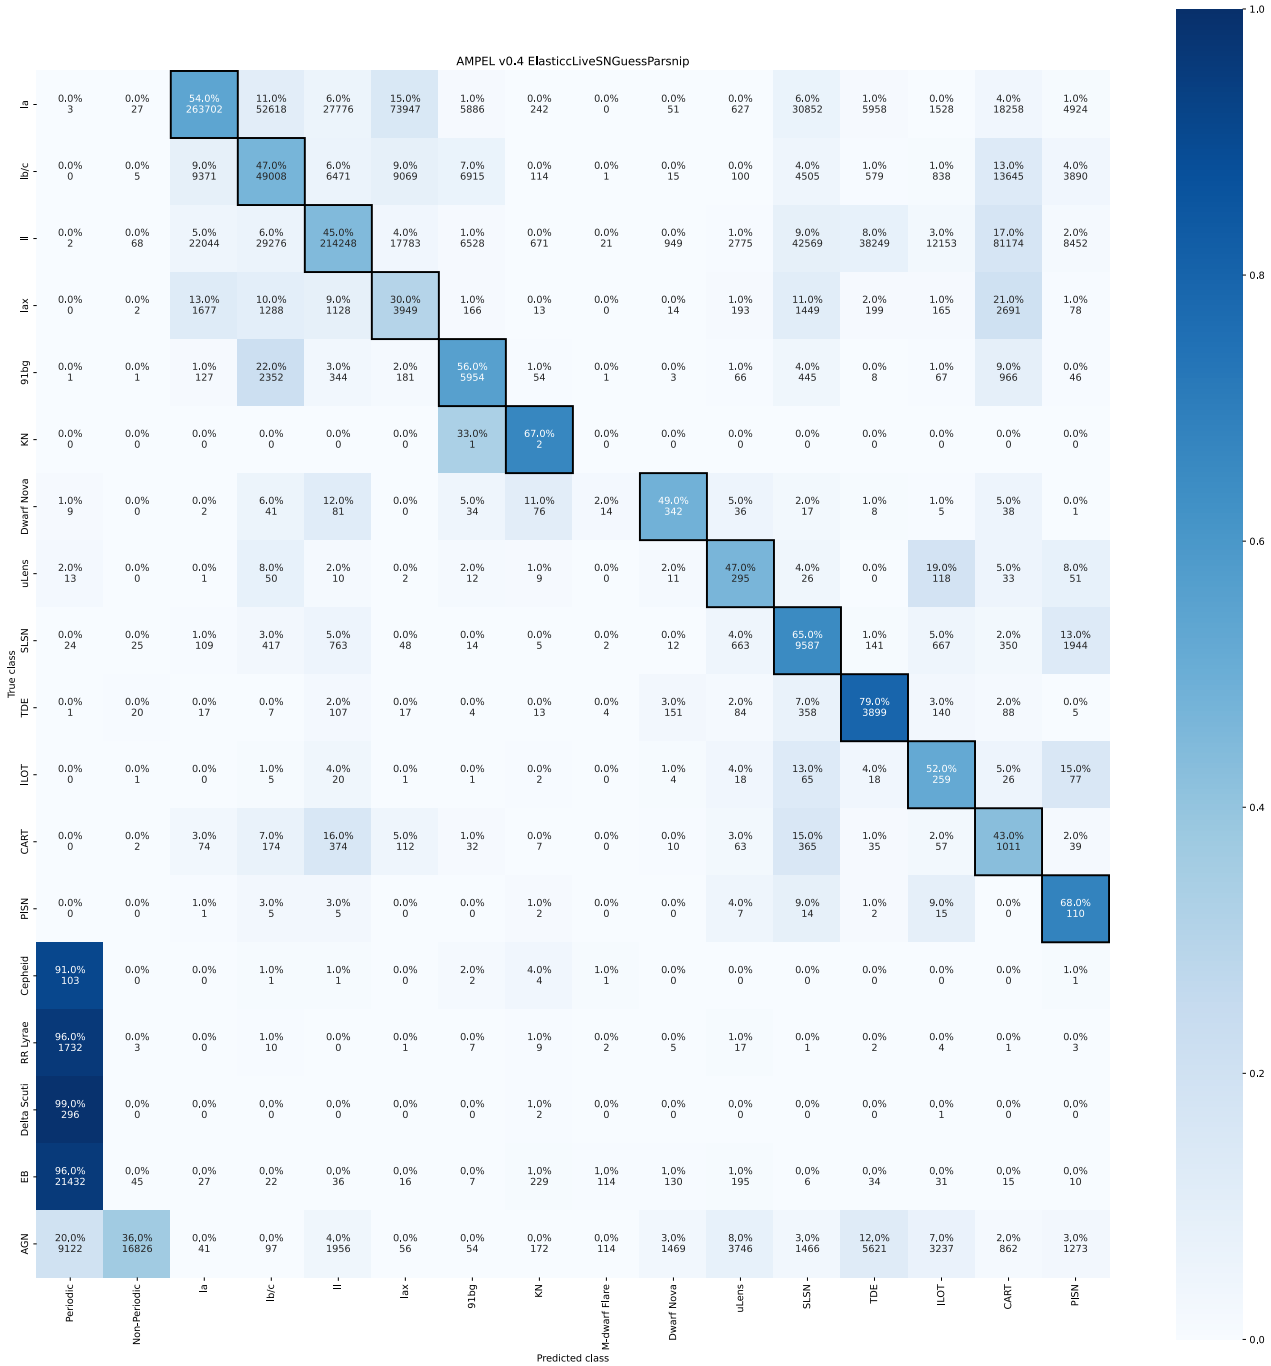 AMPEL v0.4 ElasticcLiveSNGuessParsnip
1.0
Ia
0.0% 0.0% 54.0% 11.0% 6.0% 15.0% 1.0% 0.0% 0.0% 0.0% 0.0% 6.0% 1.0% 0.0% 4.0% 1.0%
3 27 263702 52618 27776 73947 5886 242 0 51 627 30852 5958 1528 18258 4924
Ib/c
0.0% 0.0% 9.0% 47.0% 6.0% 9.0% 7.0% 0.0% 0.0% 0.0% 0.0% 4.0% 1.0% 1.0% 13.0% 4.0%
0 5 9371 49008 6471 9069 6915 114 1 15 100 4505 579 838 13645 3890
II
0.0% 0.0% 5.0% 6.0% 45.0% 4.0% 1.0% 0.0% 0.0% 0.0% 1.0% 9.0% 8.0% 3.0% 17.0% 2.0%
2 68 22044 29276 214248 17783 6528 671 21 949 2775 42569 38249 12153 81174 8452
0.8
Iax
0.0% 0.0% 13.0% 10.0% 9.0% 30.0% 1.0% 0.0% 0.0% 0.0% 1.0% 11.0% 2.0% 1.0% 21.0% 1.0%
0 2 1677 1288 1128 3949 166 13 0 14 193 1449 199 165 2691 78
91bg
0.0% 0.0% 1.0% 22.0% 3.0% 2.0% 56.0% 1.0% 0.0% 0.0% 1.0% 4.0% 0.0% 1.0% 9.0% 0.0%
1 1 127 2352 344 181 5954 54 1 3 66 445 8 67 966 46
KN
0.0% 0.0% 0.0% 0.0% 0.0% 0.0% 33.0% 67.0% 0.0% 0.0% 0.0% 0.0% 0.0% 0.0% 0.0% 0.0%
0 0 0 0 0 0 1 2 0 0 0 0 0 0 0 0
Dwarf Nova
1.0% 0.0% 0.0% 6.0% 12.0% 0.0% 5.0% 11.0% 2.0% 49.0% 5.0% 2.0% 1.0% 1.0% 5.0% 0.0%
9 0 2 41 81 0 34 76 14 342 36 17 8 5 38 1
0.6
uLens
2.0% 0.0% 0.0% 8.0% 2.0% 0.0% 2.0% 1.0% 0.0% 2.0% 47.0% 4.0% 0.0% 19.0% 5.0% 8.0%
13 0 1 50 10 2 12 9 0 11 295 26 0 118 33 51
SLSN
0.0% 0.0% 1.0% 3.0% 5.0% 0.0% 0.0% 0.0% 0.0% 0.0% 4.0% 65.0% 1.0% 5.0% 2.0% 13.0%
24 25 109 417 763 48 14 5 2 12 663 9587 141 667 350 1944
True class
TDE
0.0% 0.0% 0.0% 0.0% 2.0% 0.0% 0.0% 0.0% 0.0% 3.0% 2.0% 7.0% 79.0% 3.0% 2.0% 0.0%
1 20 17 7 107 17 4 13 4 151 84 358 3899 140 88 5
ILOT
0.0% 0.0% 0.0% 1.0% 4.0% 0.0% 0.0% 0.0% 0.0% 1.0% 4.0% 13.0% 4.0% 52.0% 5.0% 15.0%
0 1 0 5 20 1 1 2 0 4 18 65 18 259 26 77
0.4
CART
0.0% 0.0% 3.0% 7.0% 16.0% 5.0% 1.0% 0.0% 0.0% 0.0% 3.0% 15.0% 1.0% 2.0% 43.0% 2.0%
0 2 74 174 374 112 32 7 0 10 63 365 35 57 1011 39
PISN
0.0% 0.0% 1.0% 3.0% 3.0% 0.0% 0.0% 1.0% 0.0% 0.0% 4.0% 9.0% 1.0% 9.0% 0.0% 68.0%
0 0 1 5 5 0 0 2 0 0 7 14 2 15 0 110
Cepheid
91.0% 0.0% 0.0% 1.0% 1.0% 0.0% 2.0% 4.0% 1.0% 0.0% 0.0% 0.0% 0.0% 0.0% 0.0% 1.0%
103 0 0 1 1 0 2 4 1 0 0 0 0 0 0 1
RR Lyrae
96.0% 0.0% 0.0% 1.0% 0.0% 0.0% 0.0% 1.0% 0.0% 0.0% 1.0% 0.0% 0.0% 0.0% 0.0% 0.0%
1732 3 0 10 0 1 7 9 2 5 17 1 2 4 1 3
0.2
Delta Scuti
99.0% 0.0% 0.0% 0.0% 0.0% 0.0% 0.0% 1.0% 0.0% 0.0% 0.0% 0.0% 0.0% 0.0% 0.0% 0.0%
296 0 0 0 0 0 0 2 0 0 0 0 0 1 0 0
EB
96.0% 0.0% 0.0% 0.0% 0.0% 0.0% 0.0% 1.0% 1.0% 1.0% 1.0% 0.0% 0.0% 0.0% 0.0% 0.0%
21432 45 27 22 36 16 7 229 114 130 195 6 34 31 15 10
AGN
20.0% 36.0% 0.0% 0.0% 4.0% 0.0% 0.0% 0.0% 0.0% 3.0% 8.0% 3.0% 12.0% 7.0% 2.0% 3.0%
9122 16826 41 97 1956 56 54 172 114 1469 3746 1466 5621 3237 862 1273
0.0
Periodic Non-Periodic Ia Ib/c II Iax 91bg KN M-dwarf Flare Dwarf Nova uLens SLSN TDE ILOT CART PISN
Predicted class